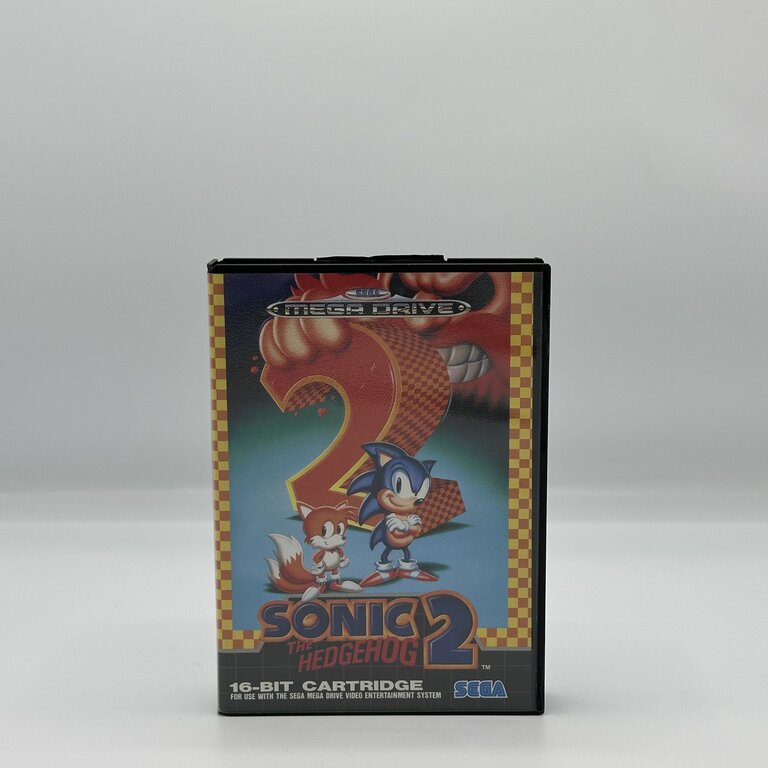 SEGA
MEGA DRIVE
2
SONIC
THE
HEDGEHOG
2
TM
16-BIT CARTRIDGE
SEGA
FOR USE WITH THE SEGA MEGA DRIVE VIDEO ENTERTAINMENT SYSTEM